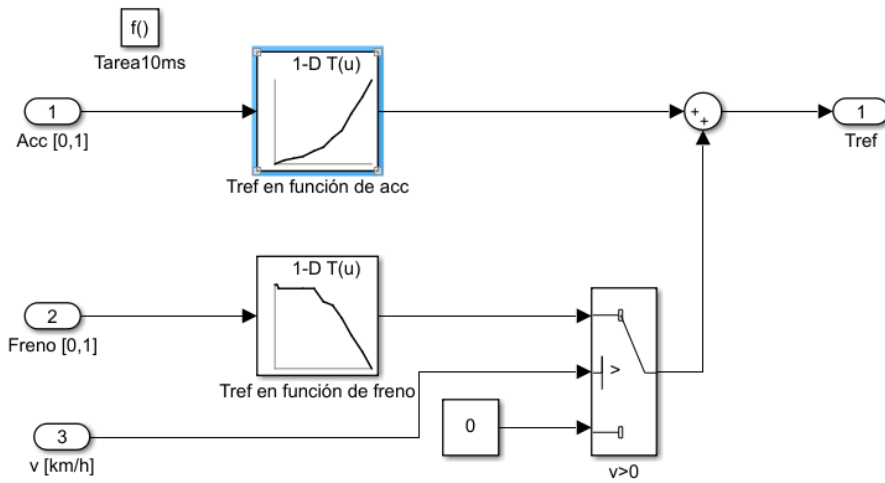 f()
Tarea10ms
1-D T(u)
1
Acc [0,1]
Tref en función de acc
+
+
1
Tref
1-D T(u)
2
Freno [0,1]
Tref en función de freno
>
0
3
v [km/h]
v>0